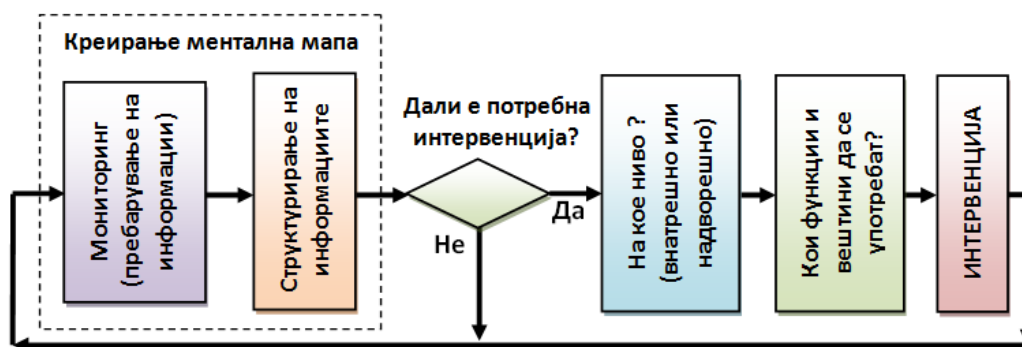 Креирање ментална мапа
Мониторинг
(пребарување на
информации)
Структурирање на
информациите
Дали е потребна
интервенција?
Да
Не
На кое ниво ?
(внатрешно или
надворешно)
Кои функции и
вештини да се
употребат?
ИНТЕРВЕНЦИЈА